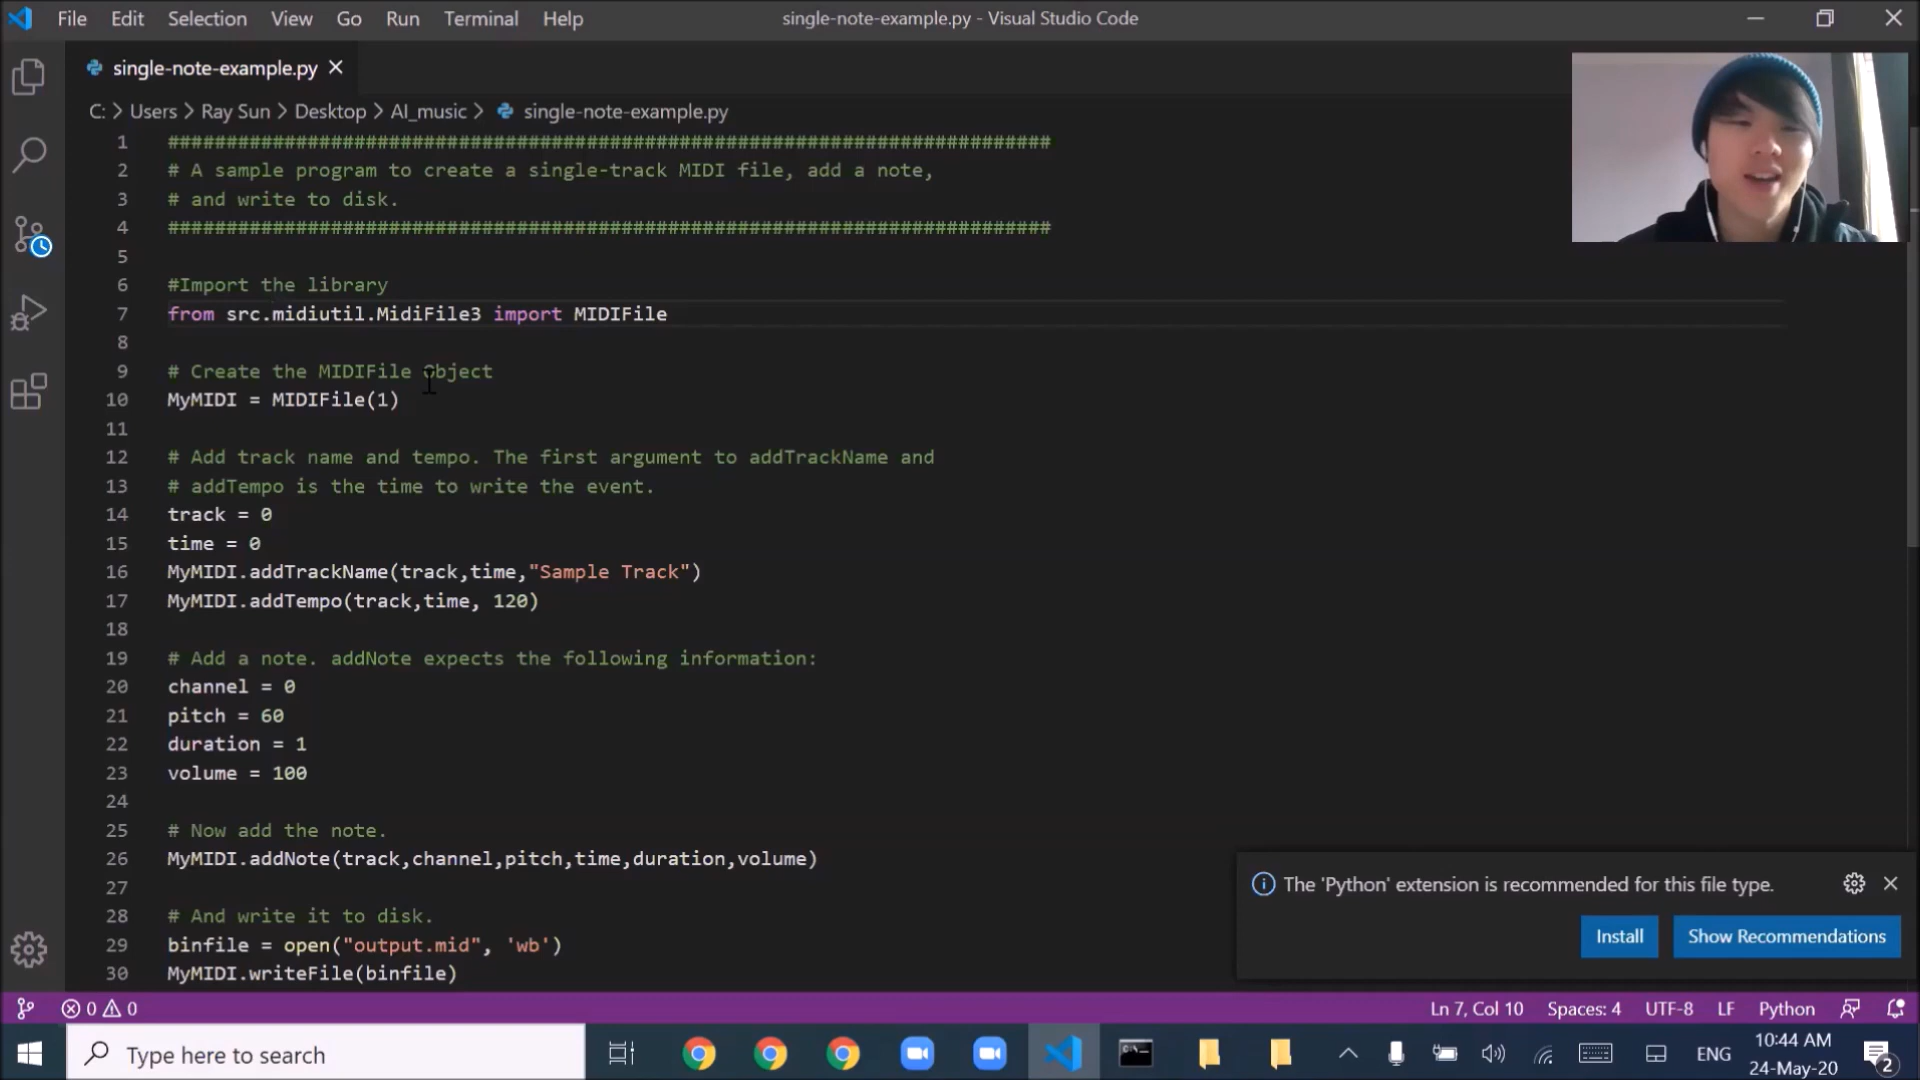 File Edit Selection View Go Run Terminal Help
single-note-example.py - Visual Studio Code
single-note-example.py
C: > Users > Ray Sun > Desktop > AI_music > single-note-example.py
1 ############################################################################
2 # A sample program to create a single-track MIDI file, add a note,
3 # and write to disk.
4 ############################################################################
5
6 #Import the library
7 from src.midiutil.MidiFile3 import MIDIFile
8
9 # Create the MIDIFile Object
10 MyMIDI = MIDIFile(1)
11
12 # Add track name and tempo. The first argument to addTrackName and
13 # addTempo is the time to write the event.
14 track = 0
15 time = 0
16 MyMIDI.addTrackName(track,time,"Sample Track")
17 MyMIDI.addTempo(track,time, 120)
18
19 # Add a note. addNote expects the following information:
20 channel = 0
21 pitch = 60
22 duration = 1
23 volume = 100
24
25 # Now add the note.
26 MyMIDI.addNote(track,channel,pitch,time,duration,volume)
27
28 # And write it to disk.
29 binfile = open("output.mid", 'wb')
30 MyMIDI.writeFile(binfile)
The 'Python' extension is recommended for this file type.
Install Show Recommendations
0 0
Ln 7, Col 10 Spaces: 4 UTF-8 LF Python
Type here to search
ENG
10:44 AM
24-May-20
2